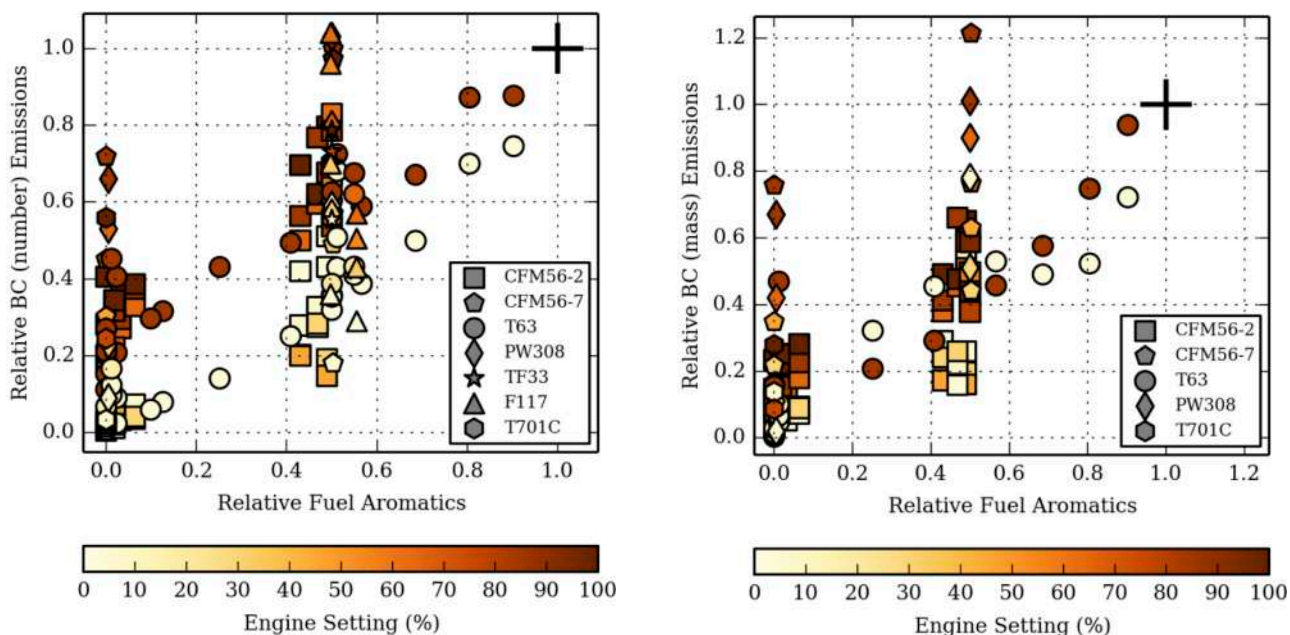 Relative BC (number) Emissions
1.0
0.8
0.6
0.4
0.2
0.0
0.0 0.2 0.4 0.6 0.8 1.0
Relative Fuel Aromatics
CFM56-2
CFM56-7
T63
PW308
TF33
F117
T701C
0 10 20 30 40 50 60 70 80 90 100
Engine Setting (%)
Relative BC (mass) Emissions
1.2
1.0
0.8
0.6
0.4
0.2
0.0
0.0 0.2 0.4 0.6 0.8 1.0 1.2
Relative Fuel Aromatics
CFM56-2
CFM56-7
T63
PW308
T701C
0 10 20 30 40 50 60 70 80 90 100
Engine Setting (%)